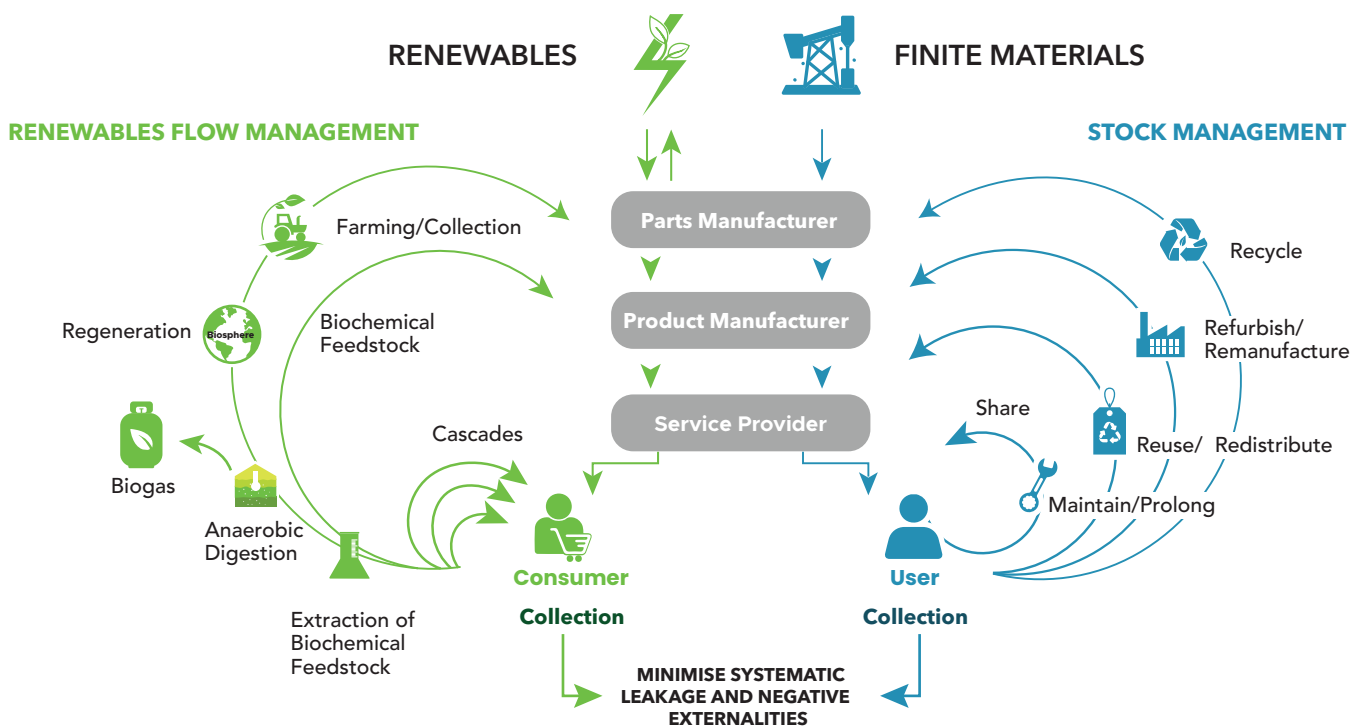 RENEWABLES
FINITE MATERIALS
RENEWABLES FLOW MANAGEMENT
STOCK MANAGEMENT
Parts Manufacturer
Farming/Collection
Recycle
Regeneration
Biosphere
Biochemical
Feedstock
Product Manufacturer
Refurbish/
Remanufacture
Share
Service Provider
Cascades
Reuse/ Redistribute
Biogas
Maintain/Prolong
Anaerobic
Digestion
Consumer
User
Collection
Collection
Extraction of
Biochemical
Feedstock
MINIMISE SYSTEMATIC
LEAKAGE AND NEGATIVE
EXTERNALITIES